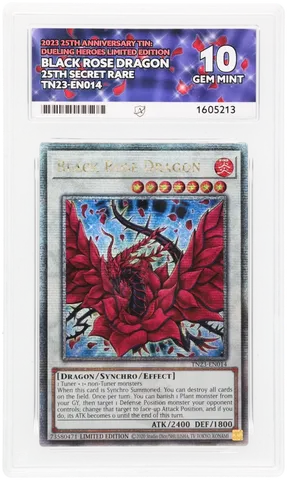 2023 25TH ANNIVERSARY TIN:
DUELING HEROES LIMITED EDITION
BLACK ROSE DRAGON
25TH SECRET RARE
TN23-EN014
10
GEM MINT
1605213
BLACK ROSE DRAGON
TN23-EN014
[DRAGON/SYNCHRO/EFFECT]
1 Tuner + 1+ non-Tuner monsters
When this card is Synchro Summoned: You can destroy all cards
on the field. Once per turn: You can banish 1 Plant monster from
your GY, then target 1 Defense Position monster your opponent
controls; change that target to face-up Attack Position, and if you
do, its ATK becomes 0 until the end of this turn.
ATK/2400 DEF/1800
73580471 LIMITED EDITION